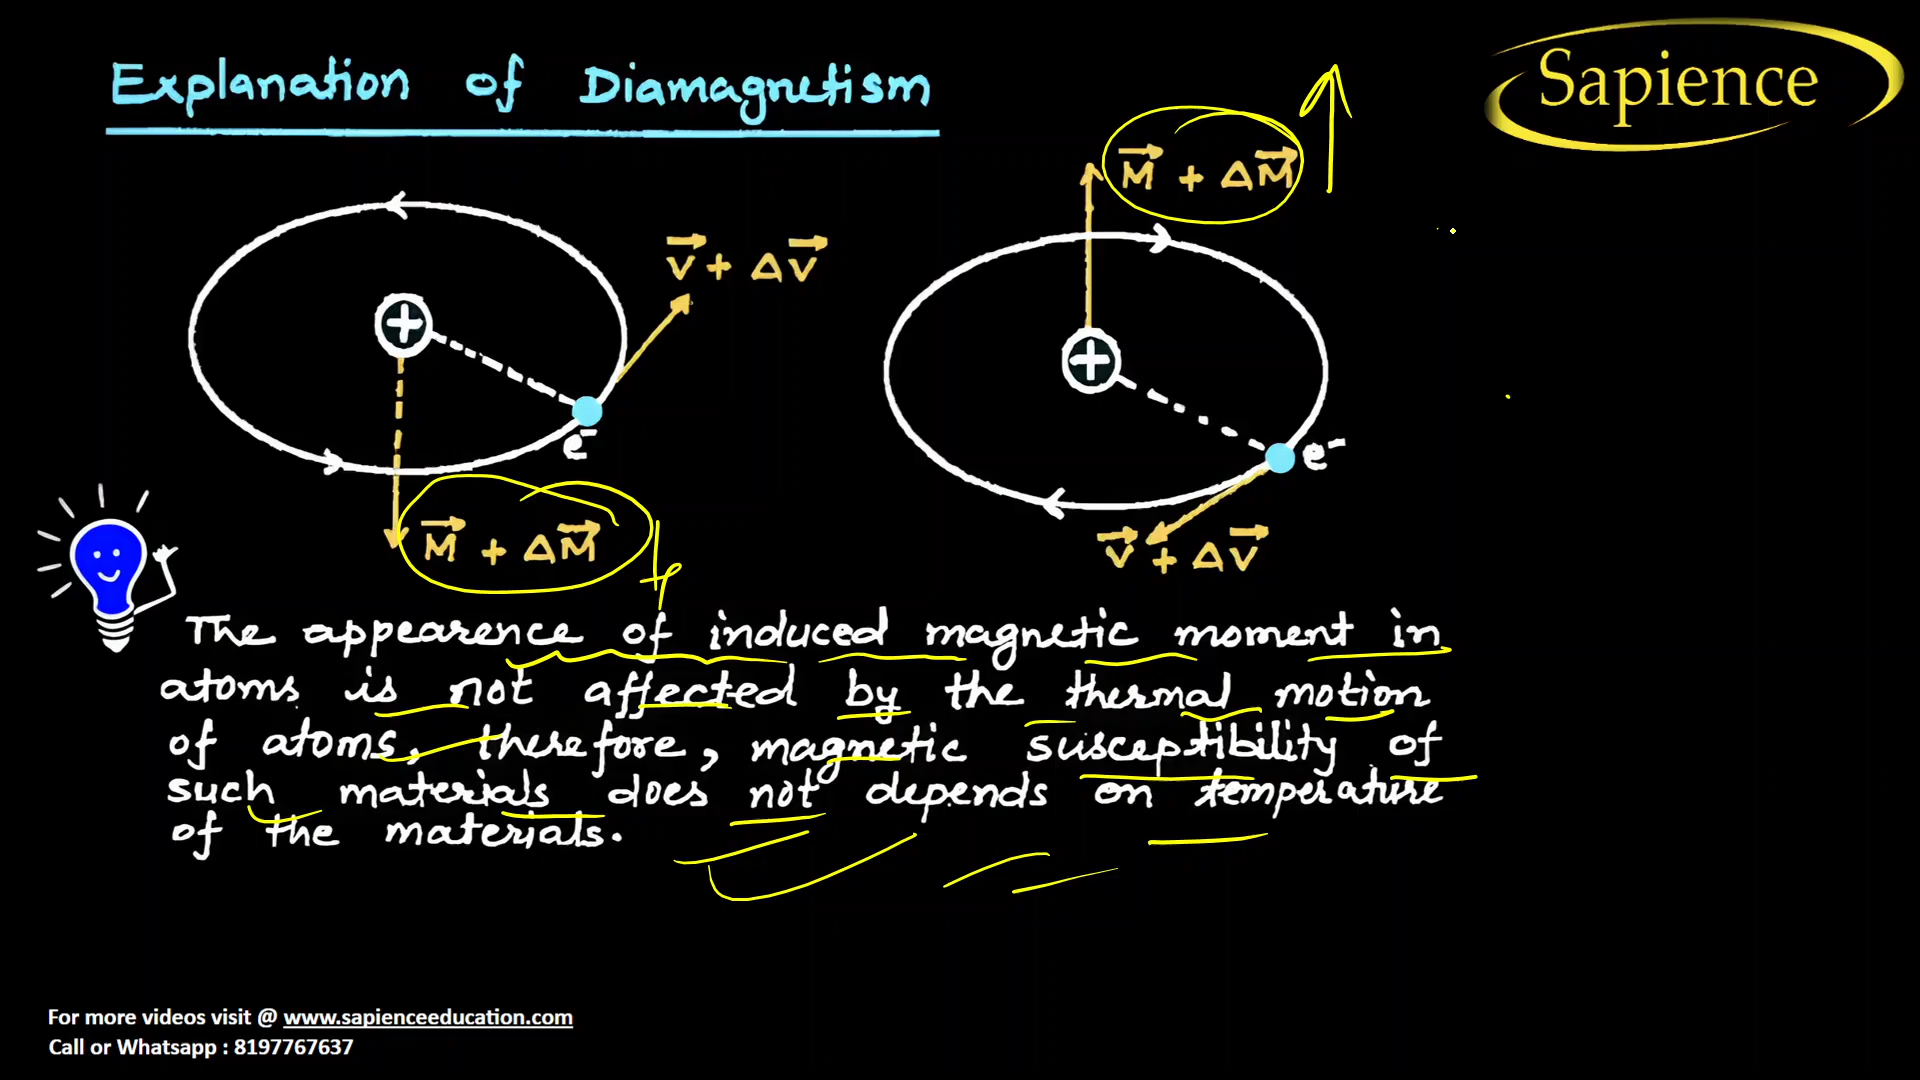 Explanation of Diamagnetism
Sapience
M + ΔM
V + ΔV
e⁻
e⁻
M + ΔM
V + ΔV
The appearence of induced magnetic moment in
atoms is not affected by the thermal motion
of atoms, therefore, magnetic susceptibility of
such materials does not depends on temperature
of the materials.
For more videos visit @ www.sapienceeducation.com
Call or Whatsapp : 8197767637